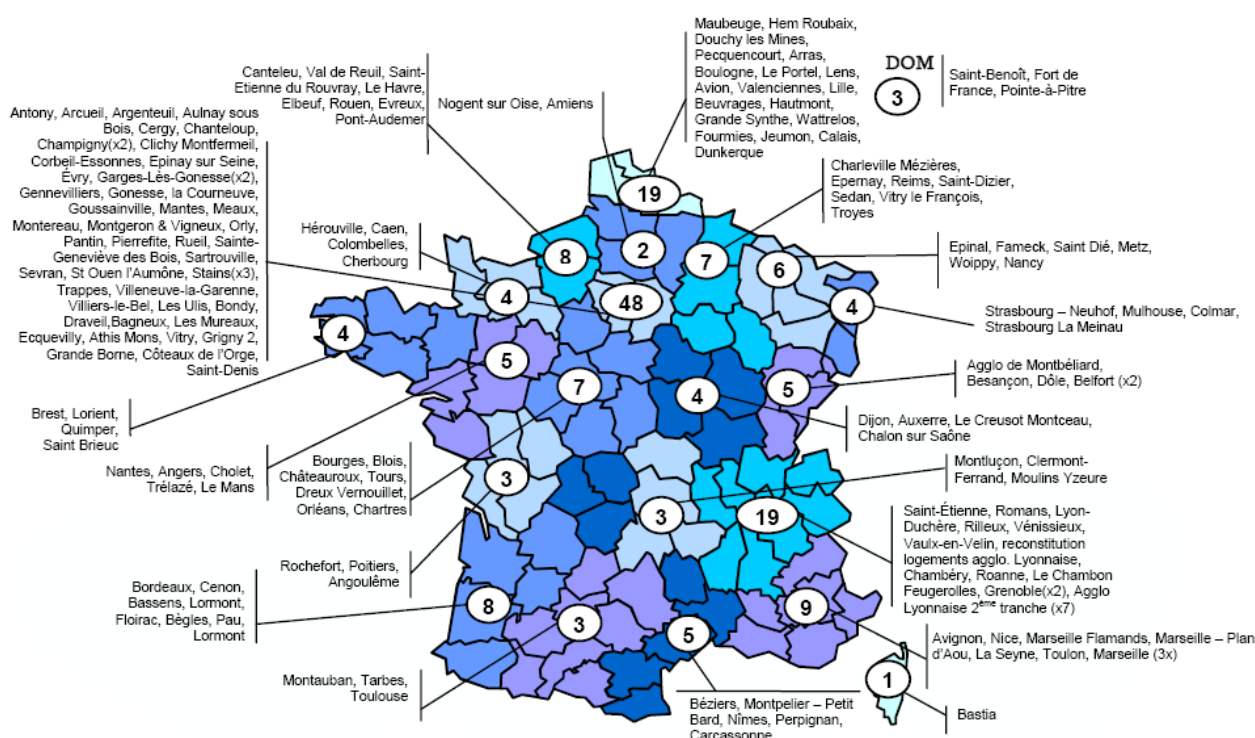 Maubeuge, Hem Roubaix,
Douchy les Mines,
Pecquencourt, Arras,
Boulogne, Le Portel, Lens,
Avion, Valenciennes, Lille,
Beuvrages, Hautmont,
Grande Synthe, Wattrelos,
Fourmies, Jeumon, Calais,
Dunkerque
DOM
3
Saint-Benoît, Fort de
France, Pointe-à-Pitre
Canteleu, Val de Reuil, Saint-
Etienne du Rouvray, Le Havre,
Elbeuf, Rouen, Evreux,
Pont-Audemer
Nogent sur Oise, Amiens
Antony, Arcueil, Argenteuil, Aulnay sous
Bois, Cergy, Chanteloup,
Champigny(x2), Clichy Montfermeil,
Corbeil-Essonnes, Epinay sur Seine,
Évry, Garges-Lès-Gonesse(x2),
Gennevilliers, Gonesse, la Courneuve,
Goussainville, Mantes, Meaux,
Montereau, Montgeron & Vigneux, Orly,
Pantin, Pierrefite, Rueil, Sainte-
Geneviève des Bois, Sartrouville,
Sevran, St Ouen l'Aumône, Stains(x3),
Trappes, Villeneuve-la-Garenne,
Villiers-le-Bel, Les Ulis, Bondy,
Draveil,Bagneux, Les Mureaux,
Ecquevilly, Athis Mons, Vitry, Grigny 2,
Grande Borne, Côteaux de l'Orge,
Saint-Denis
Hérouville, Caen,
Colombelles,
Cherbourg
Charleville Mézières,
Epernay, Reims, Saint-Dizier,
Sedan, Vitry le François,
Troyes
Epinal, Fameck, Saint Dié, Metz,
Woippy, Nancy
Strasbourg – Neuhof, Mulhouse, Colmar,
Strasbourg La Meinau
Agglo de Montbéliard,
Besançon, Dôle, Belfort (x2)
Dijon, Auxerre, Le Creusot Montceau,
Chalon sur Saône
Montluçon, Clermont-
Ferrand, Moulins Yzeure
Saint-Étienne, Romans, Lyon-
Duchère, Rilleux, Vénissieux,
Vaulx-en-Velin, reconstitution
logements agglo. Lyonnaise,
Chambéry, Roanne, Le Chambon
Feugerolles, Grenoble(x2), Agglo
Lyonnaise 2ème tranche (x7)
Avignon, Nice, Marseille Flamands, Marseille – Plan
d'Aou, La Seyne, Toulon, Marseille (3x)
Bastia
Brest, Lorient,
Quimper,
Saint Brieuc
Nantes, Angers, Cholet,
Trélazé, Le Mans
Bourges, Blois,
Châteauroux, Tours,
Dreux Vernouillet,
Orléans, Chartres
Rochefort, Poitiers,
Angoulême
Bordeaux, Cenon,
Bassens, Lormont,
Floirac, Bègles, Pau,
Lormont
Montauban, Tarbes,
Toulouse
Béziers, Montpelier – Petit
Bard, Nîmes, Perpignan,
Carcassonne
19
8
2
7
6
4
48
4
4
5
7
4
5
3
3
19
8
3
5
9
1